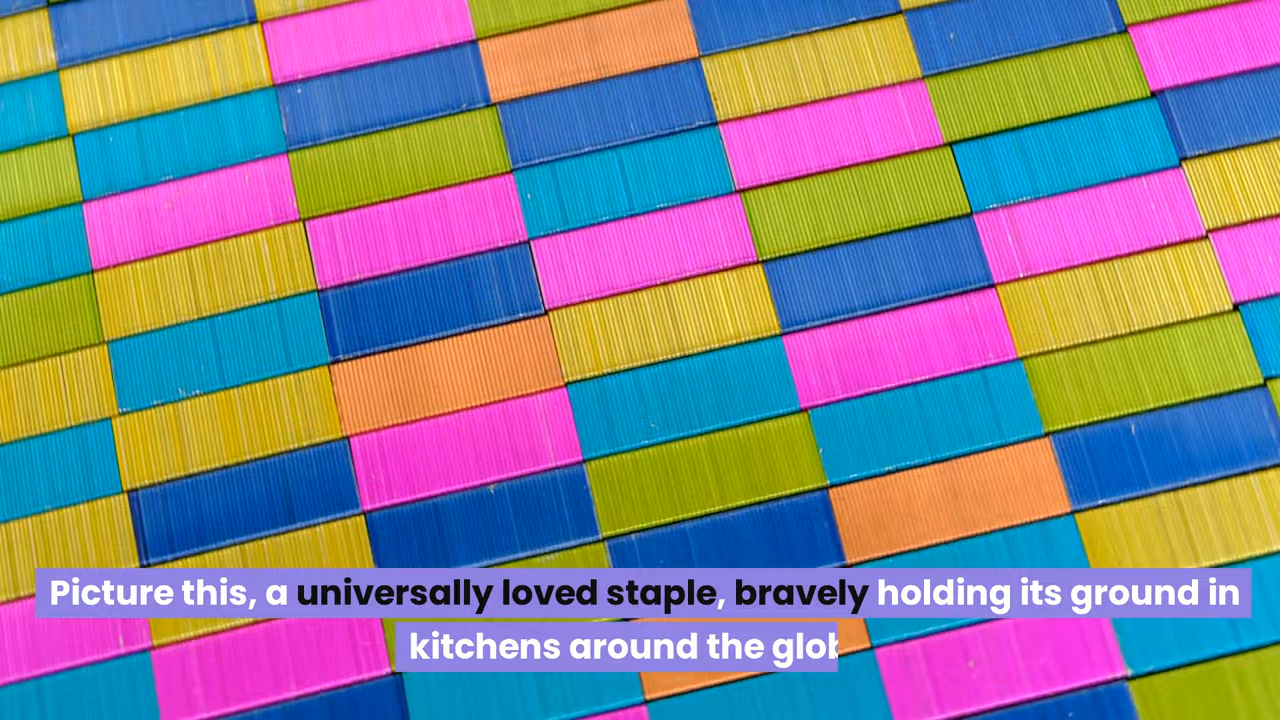 Picture this, a universally loved staple, bravely holding its ground in
kitchens around the glob